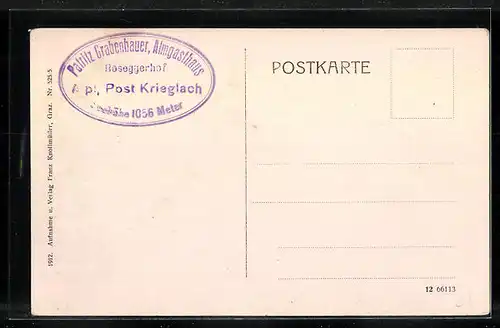 Patritz Grabenbauer, Almgasthaus
Roseggerhof
Alpl, Post Krieglach
Seehöhe 1056 Meter
POSTKARTE
1912. Aufnahme u. Verlag Franz Knollmüller, Graz. Nr. 525 S
12 66113